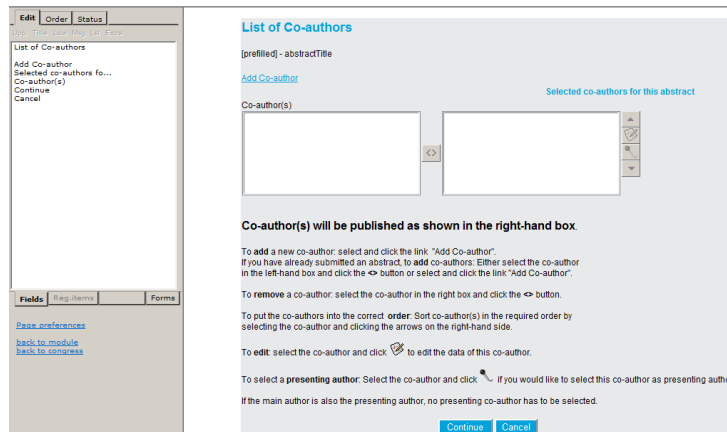 Edit Order Status
Upp Title Low Msg Lst Extra
List of Co-authors
Add Co-author
Selected co-authors fo...
Co-author(s)
Continue
Cancel
Fields Reg.items Forms
Page preferences
back to module
back to congress
List of Co-authors
[prefilled] - abstractTitle
Add Co-author
Selected co-authors for this abstract
Co-author(s)
<>
Co-author(s) will be published as shown in the right-hand box.
To add a new co-author: select and click the link "Add Co-author".
If you have already submitted an abstract, to add co-authors: Either select the co-author
in the left-hand box and click the <> button or select and click the link "Add Co-author".
To remove a co-author: select the co-author in the right box and click the <> button.
To put the co-authors into the correct order: Sort co-author(s) in the required order by
selecting the co-author and clicking the arrows on the right-hand side.
To edit: select the co-author and click to edit the data of this co-author.
To select a presenting author: Select the co-author and click if you would like to select this co-author as presenting autho
If the main author is also the presenting author, no presenting co-author has to be selected.
Continue Cancel